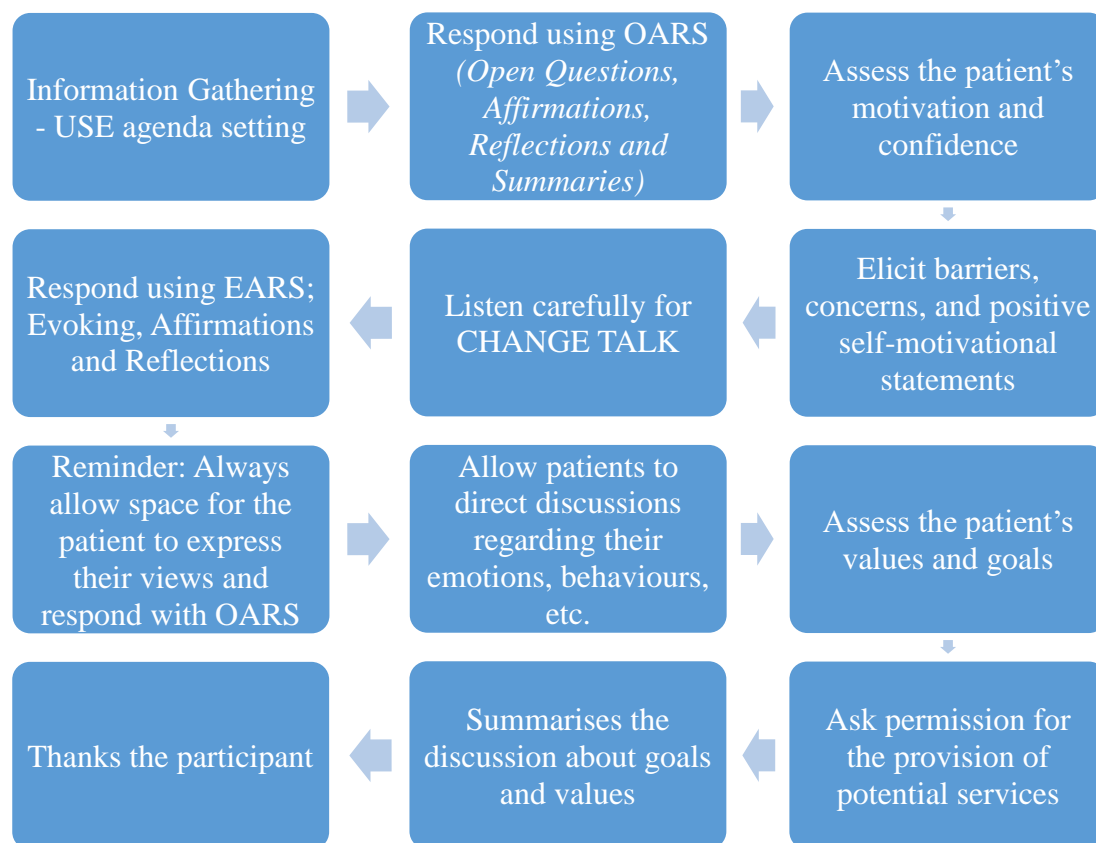 Information Gathering
- USE agenda setting
Respond using OARS
(Open Questions,
Affirmations,
Reflections and
Summaries)
Assess the patient’s
motivation and
confidence
Elicit barriers,
concerns, and positive
self-motivational
statements
Listen carefully for
CHANGE TALK
Respond using EARS;
Evoking, Affirmations
and Reflections
Reminder: Always
allow space for the
patient to express
their views and
respond with OARS
Allow patients to
direct discussions
regarding their
emotions, behaviours,
etc.
Assess the patient’s
values and goals
Ask permission for
the provision of
potential services
Summarises the
discussion about goals
and values
Thanks the participant